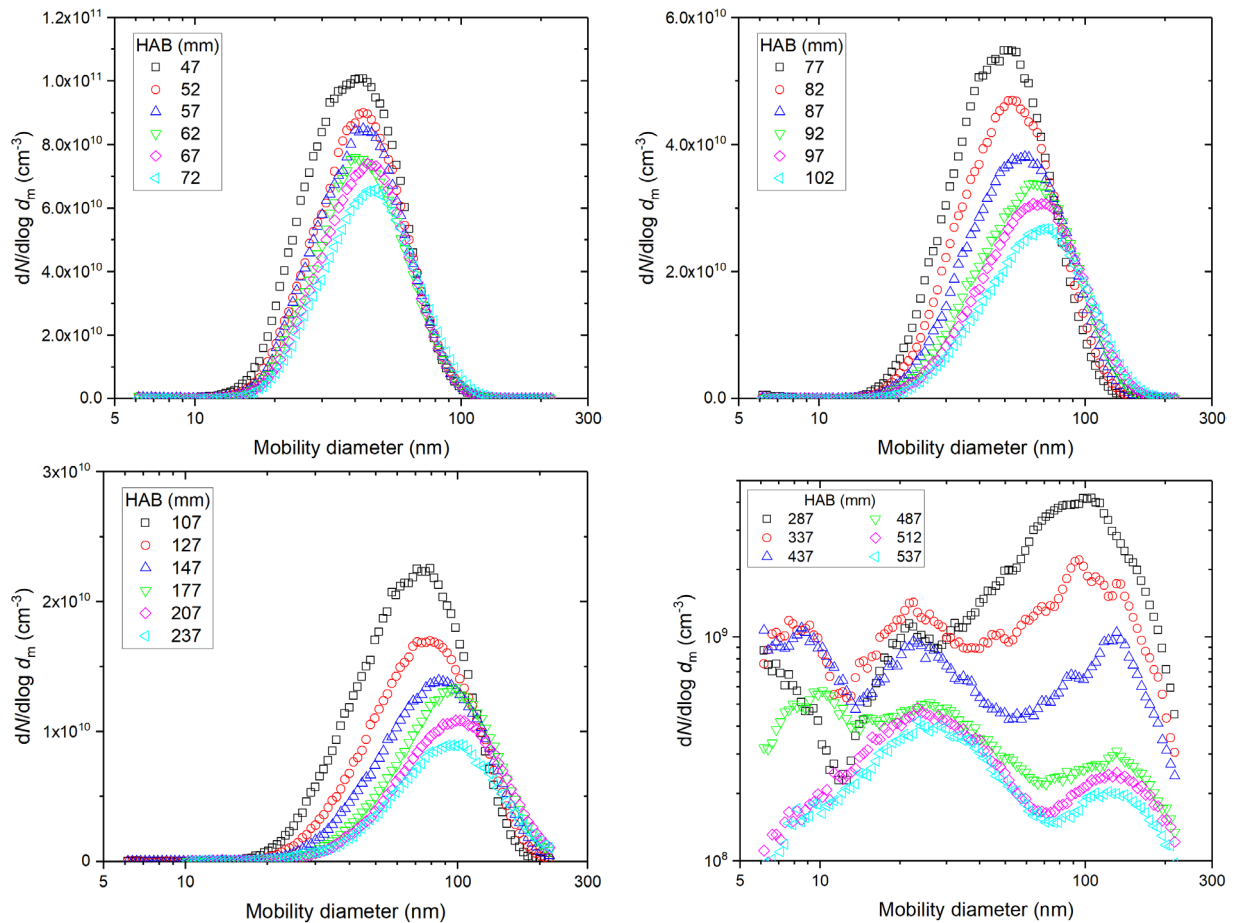 1.2x10¹¹
1.0x10¹¹
8.0x10¹⁰
6.0x10¹⁰
4.0x10¹⁰
2.0x10¹⁰
0.0
dN/dlog dₘ (cm⁻³)
HAB (mm)
47
52
57
62
67
72
5 10 100 300
Mobility diameter (nm)
6.0x10¹⁰
4.0x10¹⁰
2.0x10¹⁰
0.0
dN/dlog dₘ (cm⁻³)
HAB (mm)
77
82
87
92
97
102
5 10 100 300
Mobility diameter (nm)
3x10¹⁰
2x10¹⁰
1x10¹⁰
0
dN/dlog dₘ (cm⁻³)
HAB (mm)
107
127
147
177
207
237
5 10 100 300
Mobility diameter (nm)
10⁹
10⁸
dN/dlog dₘ (cm⁻³)
HAB (mm)
287 487
337 512
437 537
5 10 100 300
Mobility diameter (nm)